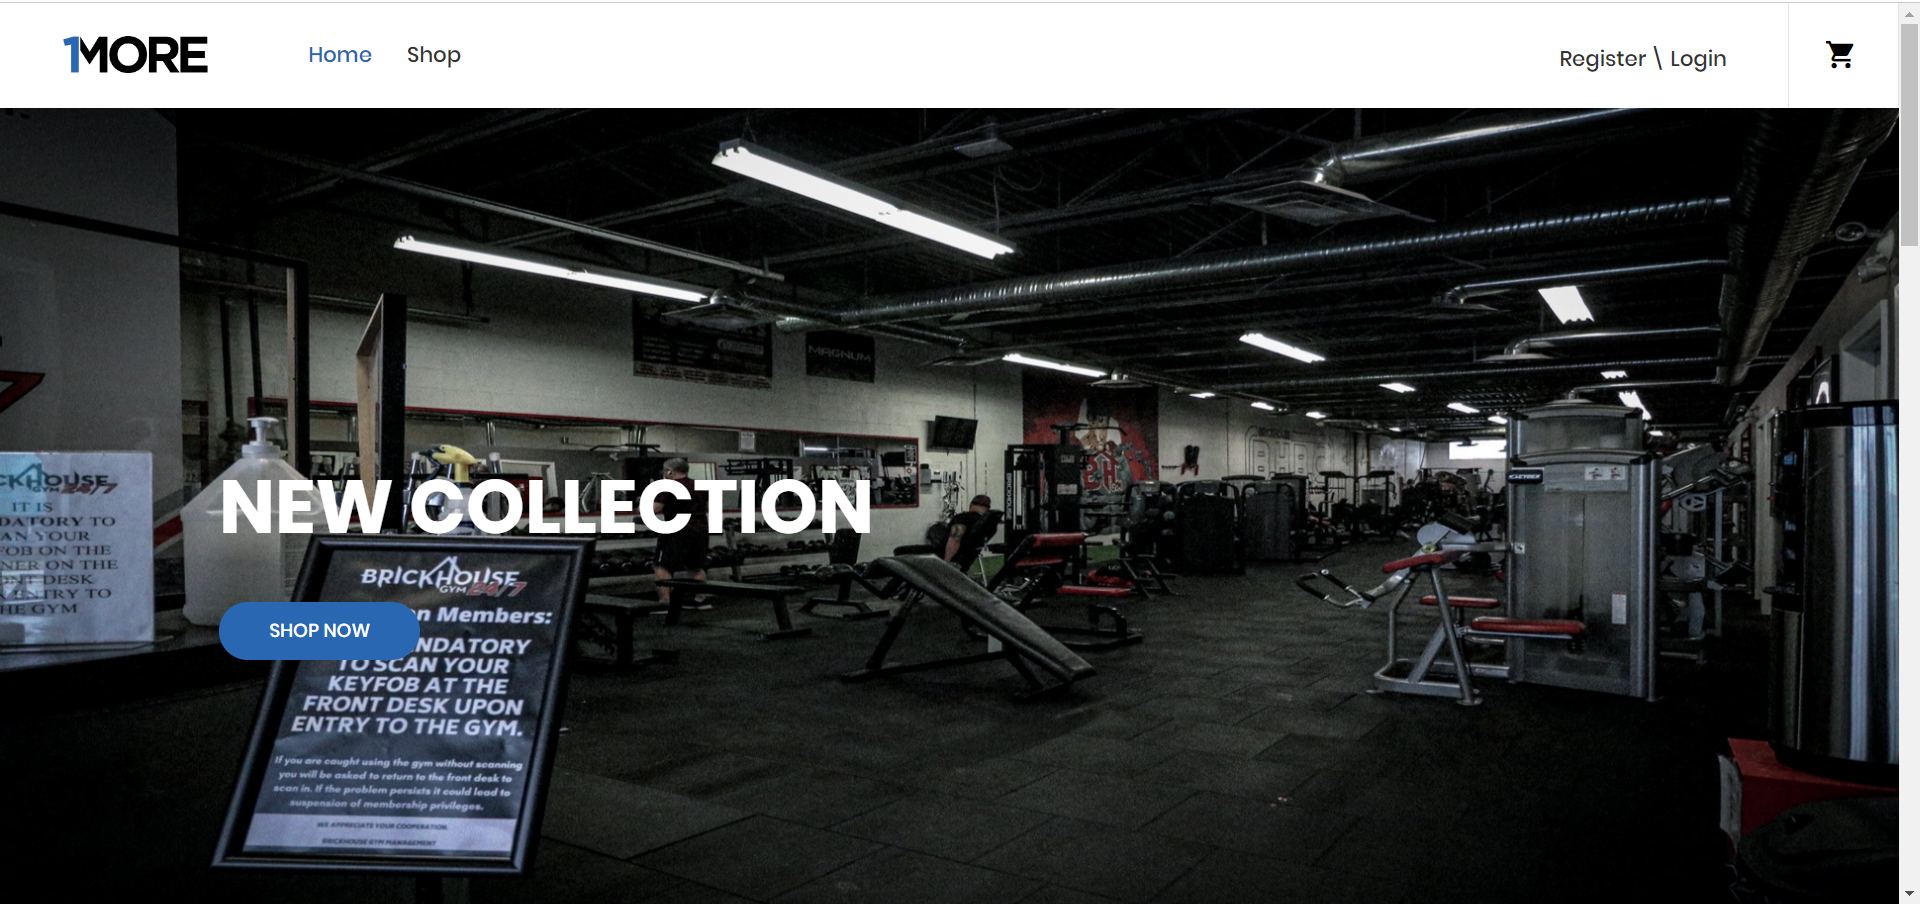 1MORE
Home
Shop
Register \ Login
MAGNUM
NEW COLLECTION
SHOP NOW
HOUSE
GYM 24/7
IT IS
DATORY TO
AN YOUR
FOB ON THE
NER ON THE
DESK
ENTRY TO
HE GYM
BRICKHOUSE
GYM 24/7
on Members:
NDATORY
TO SCAN YOUR
KEYFOB AT THE
FRONT DESK UPON
ENTRY TO THE GYM.
If you are caught using the gym without scanning
you will be asked to return to the front desk to
scan in. If the problem persists it could lead to
suspension of membership privileges.
WE APPRECIATE YOUR COOPERATION.
BRICKHOUSE GYM MANAGEMENT